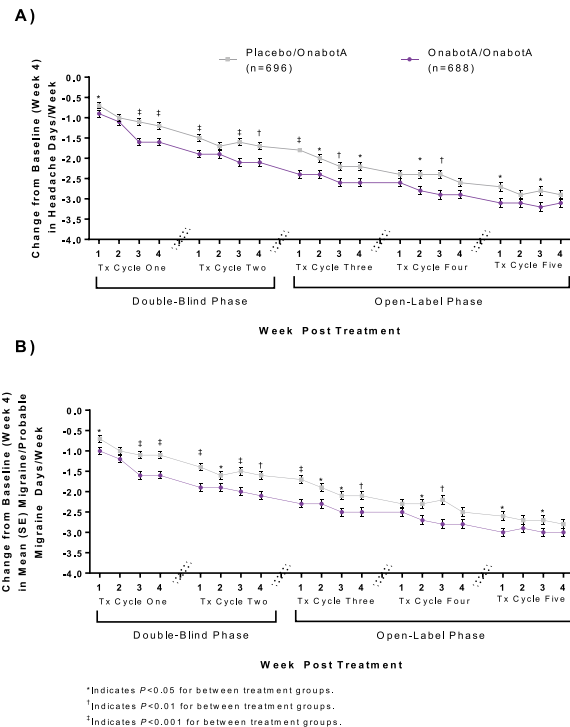 A)
Placebo/OnabotA
(n=696)
OnabotA/OnabotA
(n=688)
Change from Baseline (Week 4)
in Headache Days/Week
0.0
-0.5
-1.0
-1.5
-2.0
-2.5
-3.0
-3.5
-4.0
* ‡ ‡ ‡ ‡ † ‡ * † * * † * *
1 2 3 4 1 2 3 4 1 2 3 4 1 2 3 4 1 2 3 4
Tx Cycle One Tx Cycle Two Tx Cycle Three Tx Cycle Four Tx Cycle Five
Double-Blind Phase Open-Label Phase
Week Post Treatment
B)
Change from Baseline (Week 4)
in Mean (SE) Migraine/Probable
Migraine Days/Week
0.0
-0.5
-1.0
-1.5
-2.0
-2.5
-3.0
-3.5
-4.0
* ‡ ‡ ‡ * ‡ † ‡ * * † * † * *
1 2 3 4 1 2 3 4 1 2 3 4 1 2 3 4 1 2 3 4
Tx Cycle One Tx Cycle Two Tx Cycle Three Tx Cycle Four Tx Cycle Five
Double-Blind Phase Open-Label Phase
Week Post Treatment
*Indicates P<0.05 for between treatment groups.
†Indicates P<0.01 for between treatment groups.
‡Indicates P<0.001 for between treatment groups.